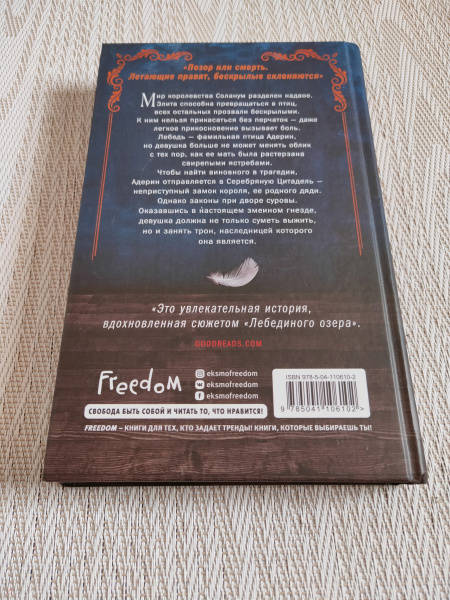 «Позор или смерть.
Летающие правят, бескрылые склоняются»
Мир королевства Соланум разделен надвое.
Элита способна превращаться в птиц,
всех остальных прозвали бескрылыми.
К ним нельзя прикасаться без перчаток — даже
легкое прикосновение вызывает боль.
Лебедь — фамильная птица Адерин,
но девушка больше не может менять облик
с тех пор, как ее мать была растерзана
свирепыми ястребами.
Чтобы найти виновного в трагедии,
Адерин отправляется в Серебряную Цитадель —
неприступный замок короля, ее родного дяди.
Однако законы при дворе суровы.
Оказавшись в настоящем змеином гнезде,
девушка должна не только суметь выжить,
но и занять трон, наследницей которого
она является.
«Это увлекательная история,
вдохновленная сюжетом «Лебединого озера».
GOODREADS.COM
Freedom
eksmofreedom
eksmofreedom
eksmofreedom
СВОБОДА БЫТЬ СОБОЙ И ЧИТАТЬ ТО, ЧТО НРАВИТСЯ!
FREEDOM – КНИГИ ДЛЯ ТЕХ, КТО ЗАДАЕТ ТРЕНДЫ! КНИГИ, КОТОРЫЕ ВЫБИРАЕШЬ ТЫ!
ISBN 978-5-04-110610-2
9 785041 106102 >